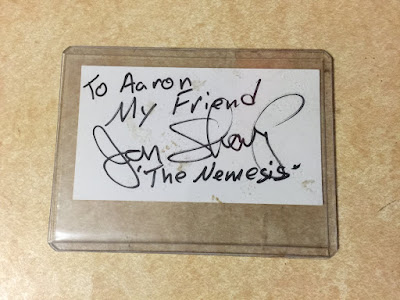 To Aaron
My Friend
"The Nemesis"